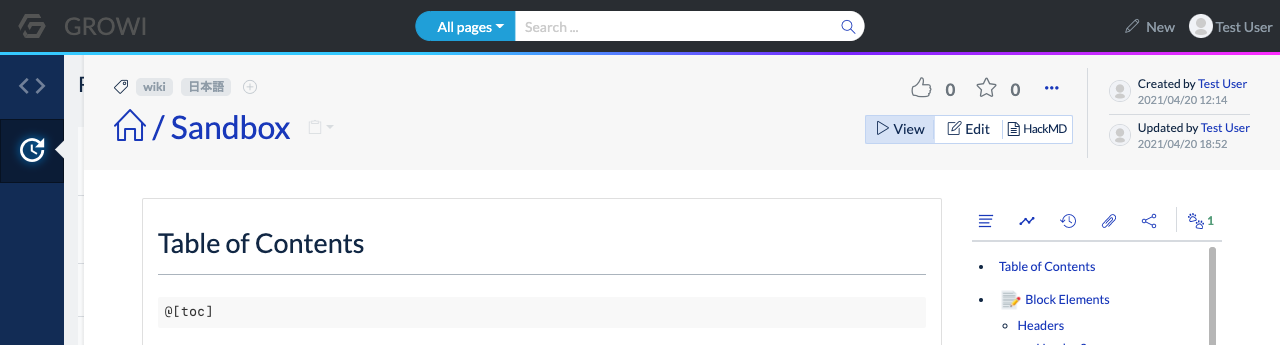 GROWI
All pages
Search ...
New
Test User
wiki
日本語
/ Sandbox
0
0
View
Edit
HackMD
Created by Test User
2021/04/20 12:14
Updated by Test User
2021/04/20 18:52
Table of Contents
@[toc]
1
Table of Contents
Block Elements
Headers